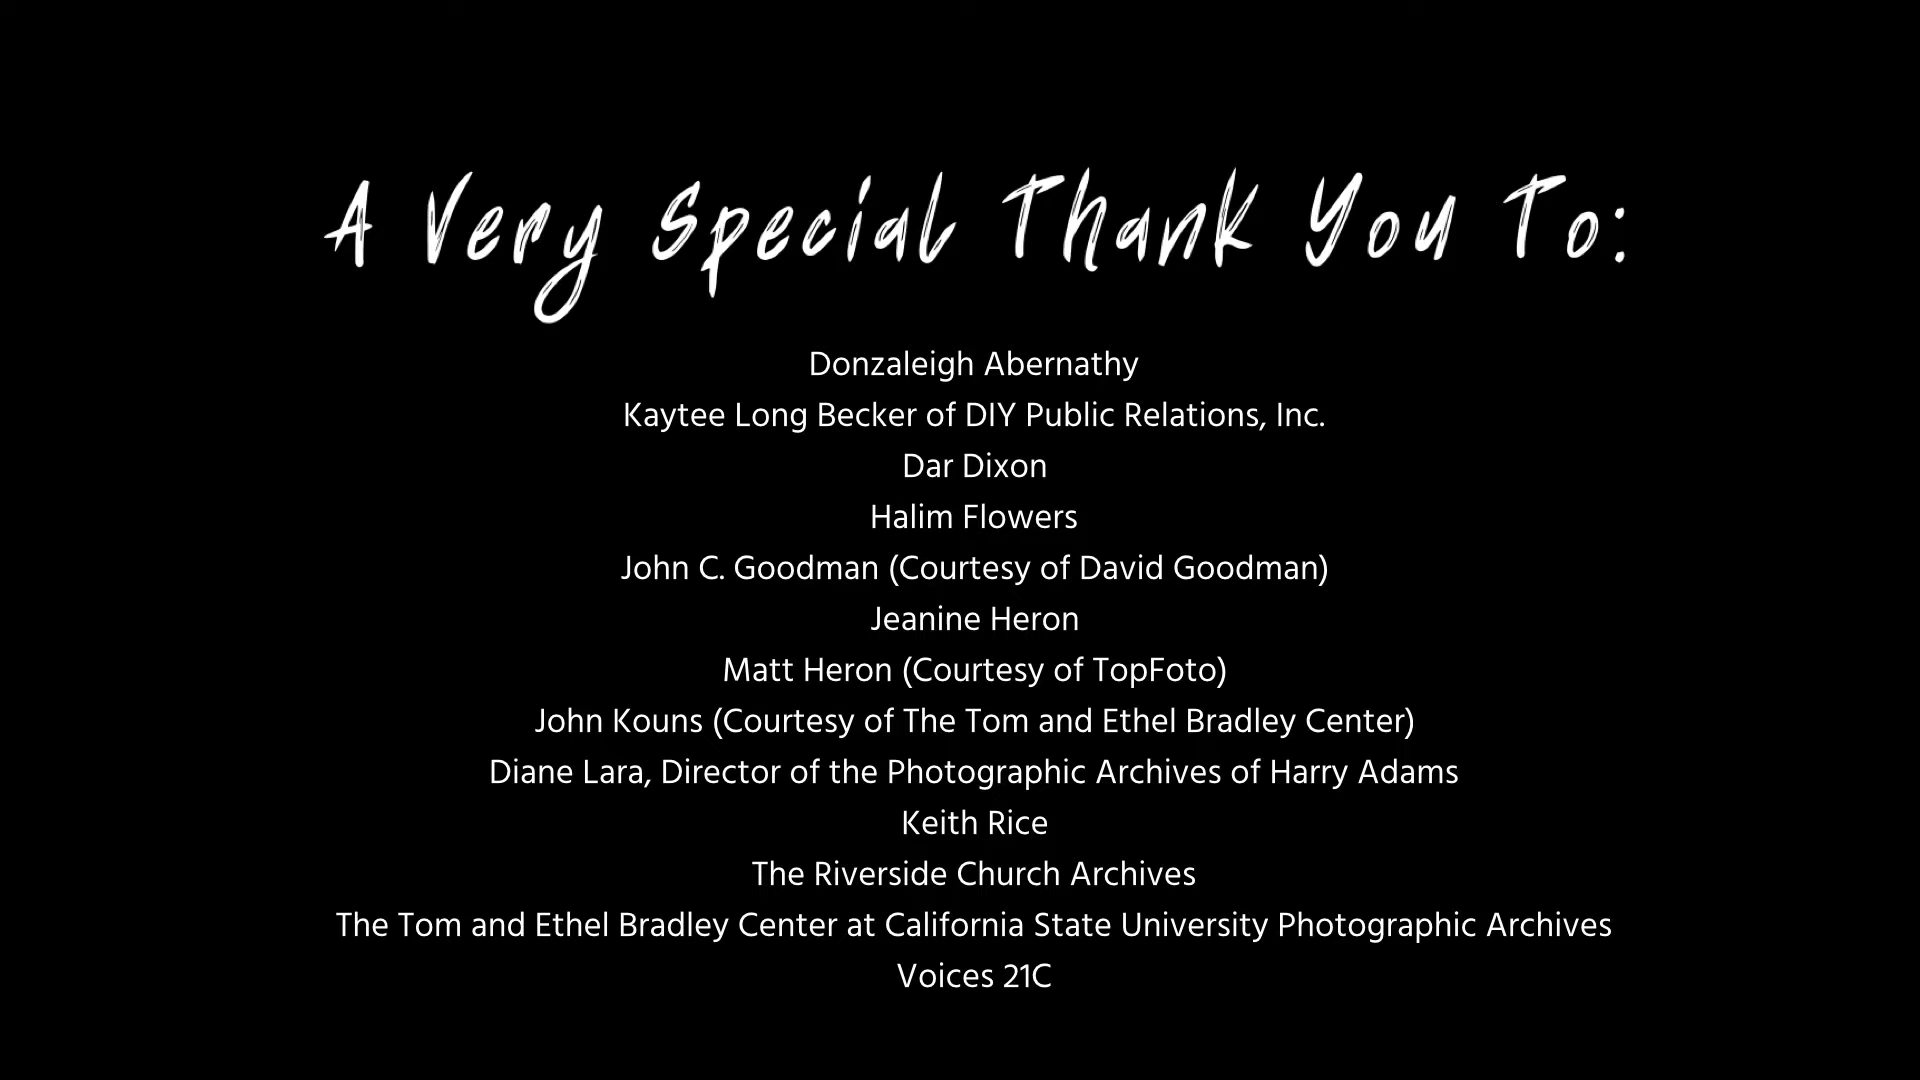 A Very Special Thank You To:
Donzaleigh Abernathy
Kaytee Long Becker of DIY Public Relations, Inc.
Dar Dixon
Halim Flowers
John C. Goodman (Courtesy of David Goodman)
Jeanine Heron
Matt Heron (Courtesy of TopFoto)
John Kouns (Courtesy of The Tom and Ethel Bradley Center)
Diane Lara, Director of the Photographic Archives of Harry Adams
Keith Rice
The Riverside Church Archives
The Tom and Ethel Bradley Center at California State University Photographic Archives
Voices 21C